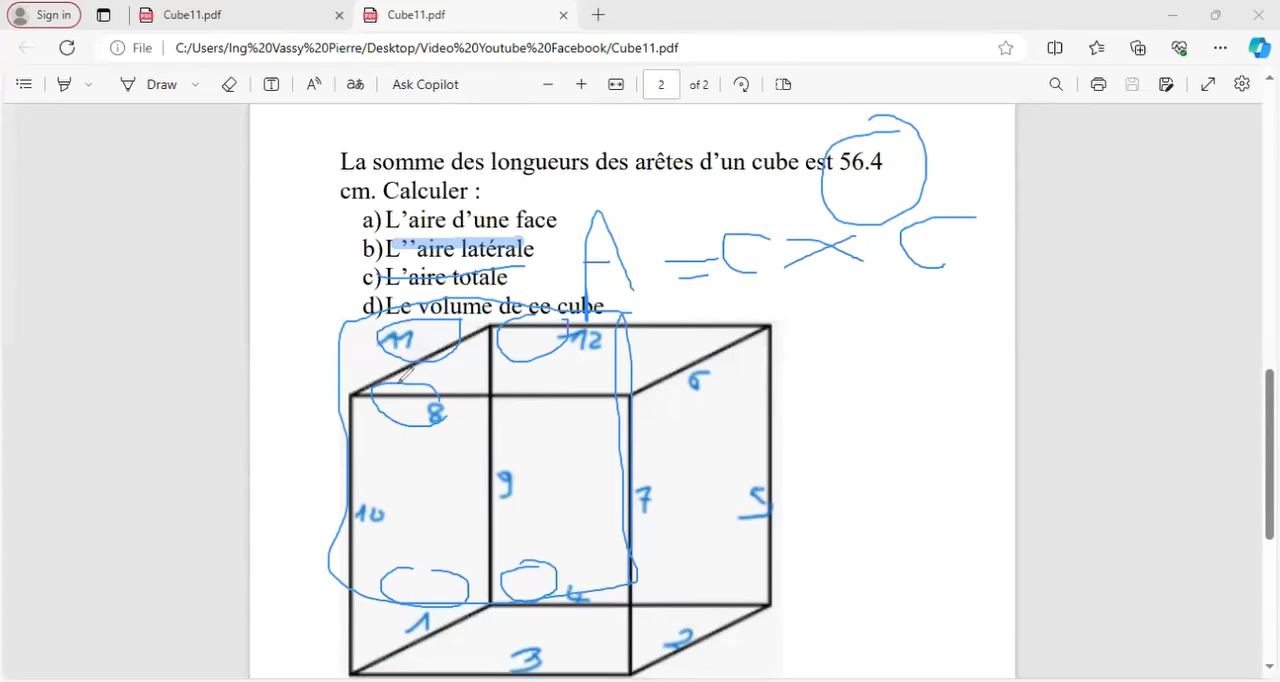 Sign in
Cube11.pdf
Cube11.pdf
File
C:/Users/Ing%20Vassy%20Pierre/Desktop/Video%20Youtube%20Facebook/Cube11.pdf
Draw
aあ
Ask Copilot
2
of 2
La somme des longueurs des arêtes d’un cube est 56.4
cm. Calculer :
a) L’aire d’une face
b) L’’aire latérale
c) L’aire totale
d) Le volume de ce cube
A = C × C
11
12
6
8
9
7
5
10
4
1
2
3